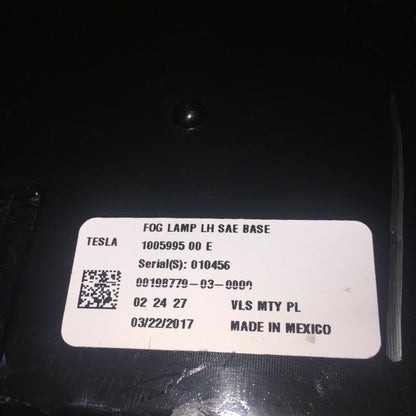 FOG LAMP LH SAE BASE
TESLA 1005995 00 E
Serial(S): 010456
00198779-03-0000
02 24 27 VLS MTY PL
03/22/2017 MADE IN MEXICO